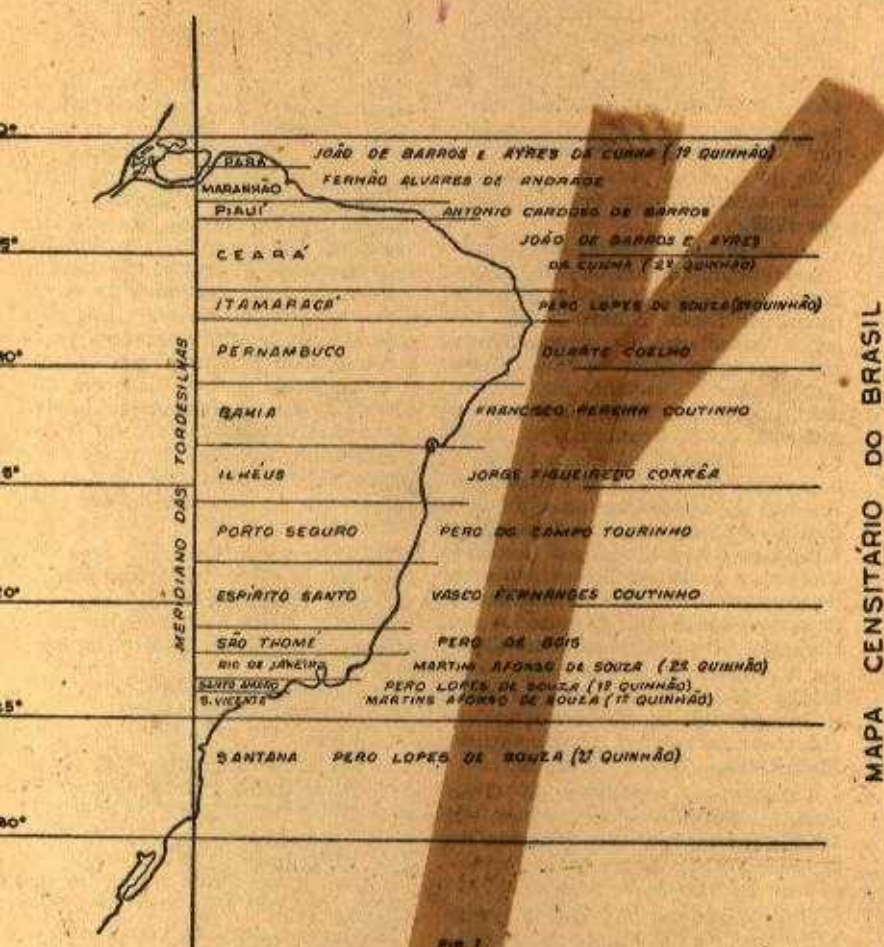 PARÁ JOÃO DE BARROS E AYRES DA CUNHA (1º QUINHÃO)
MARANHÃO FERNÃO ALVARES DE ANDRADE
PIAUÍ ANTONIO CARDOSO DE BARROS
5°
CEARÁ JOÃO DE BARROS E AYRES
DA CUNHA (2º QUINHÃO)
ITAMARACÁ PERO LOPES DE SOUZA (3º QUINHÃO)
PERNAMBUCO DUARTE COELHO
BAHIA FRANCISCO PEREIRA COUTINHO
ILHÉUS JORGE FIGUEIREDO CORRÊA
PORTO SEGURO PERO DO CAMPO TOURINHO
ESPÍRITO SANTO VASCO FERNANDES COUTINHO
SÃO THOMÉ PERO DE GOIS
RIO DE JANEIRO MARTINS AFONSO DE SOUZA (2º QUINHÃO)
SANTO AMARO PERO LOPES DE SOUZA (1º QUINHÃO)
S. VICENTE MARTINS AFONSO DE SOUZA (1º QUINHÃO)
SANTANA PERO LOPES DE SOUZA (2º QUINHÃO)
MERIDIANO DAS TORDESILHAS
MAPA CENSITÁRIO DO BRASIL